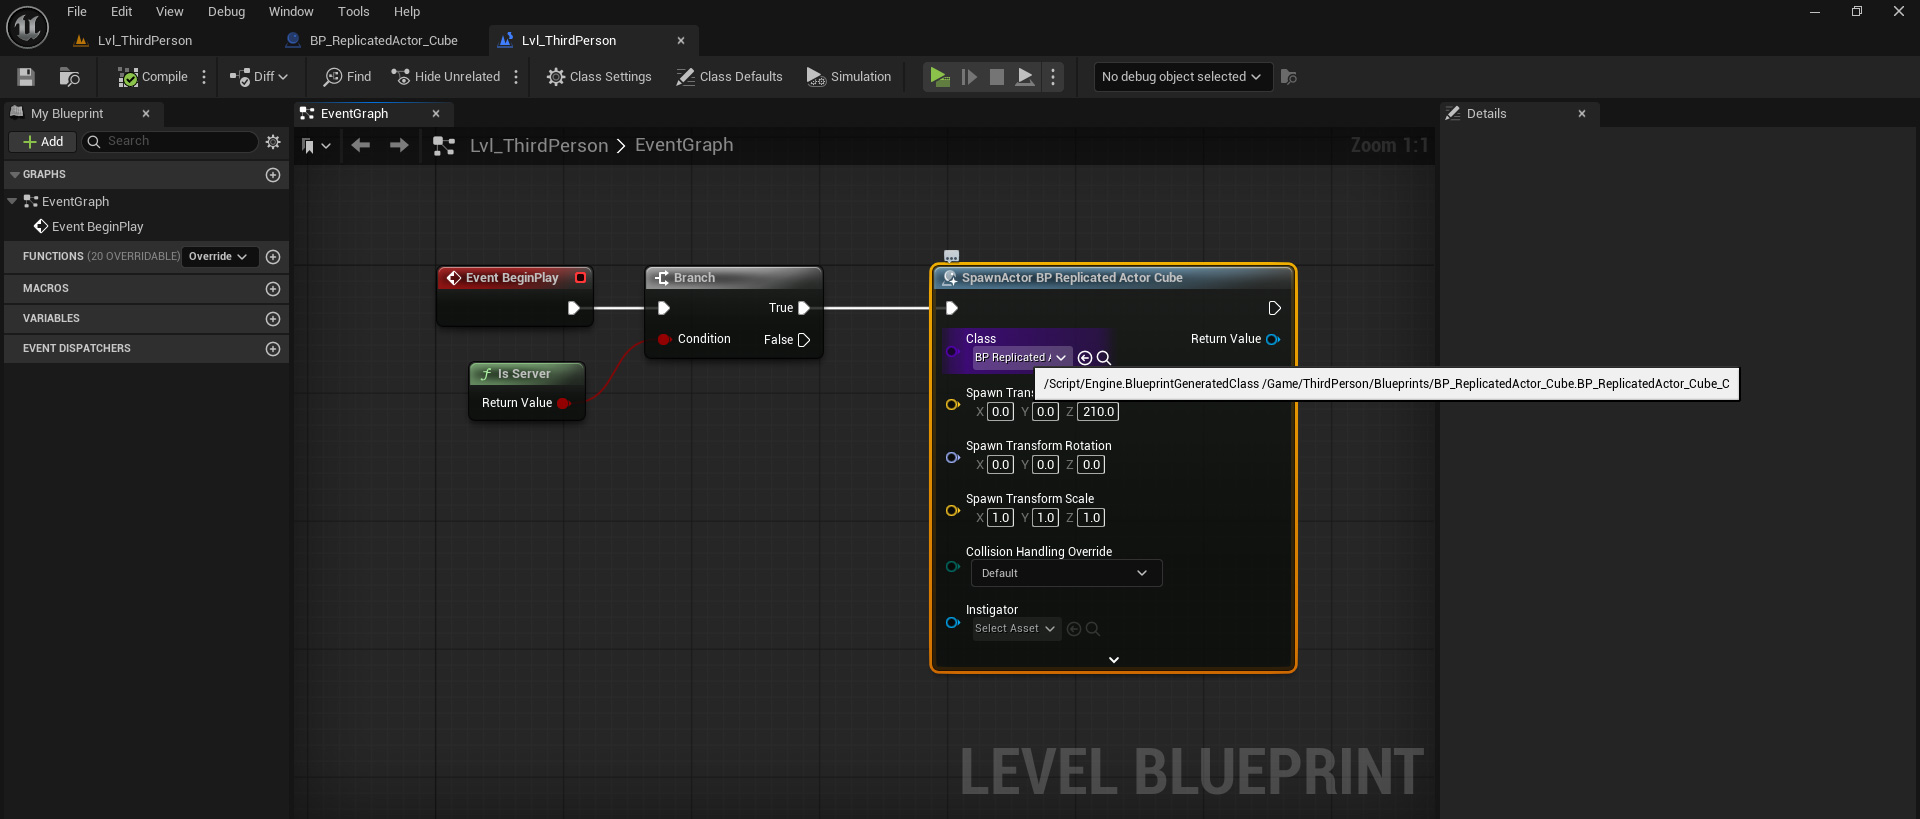 File Edit View Debug Window Tools Help
Lvl_ThirdPerson BP_ReplicatedActor_Cube Lvl_ThirdPerson
Compile Diff Find Hide Unrelated Class Settings Class Defaults Simulation No debug object selected
My Blueprint EventGraph Details
Add Search Lvl_ThirdPerson > EventGraph Zoom 1:1
GRAPHS
EventGraph
Event BeginPlay
FUNCTIONS (20 OVERRIDABLE) Override
MACROS
VARIABLES
EVENT DISPATCHERS
Event BeginPlay
Branch
True
Condition False
Is Server
Return Value
SpawnActor BP Replicated Actor Cube
Class Return Value
BP Replicated
/Script/Engine.BlueprintGeneratedClass /Game/ThirdPerson/Blueprints/BP_ReplicatedActor_Cube.BP_ReplicatedActor_Cube_C
Spawn Trans
X 0.0 Y 0.0 Z 210.0
Spawn Transform Rotation
X 0.0 Y 0.0 Z 0.0
Spawn Transform Scale
X 1.0 Y 1.0 Z 1.0
Collision Handling Override
Default
Instigator
Select Asset
LEVEL BLUEPRINT